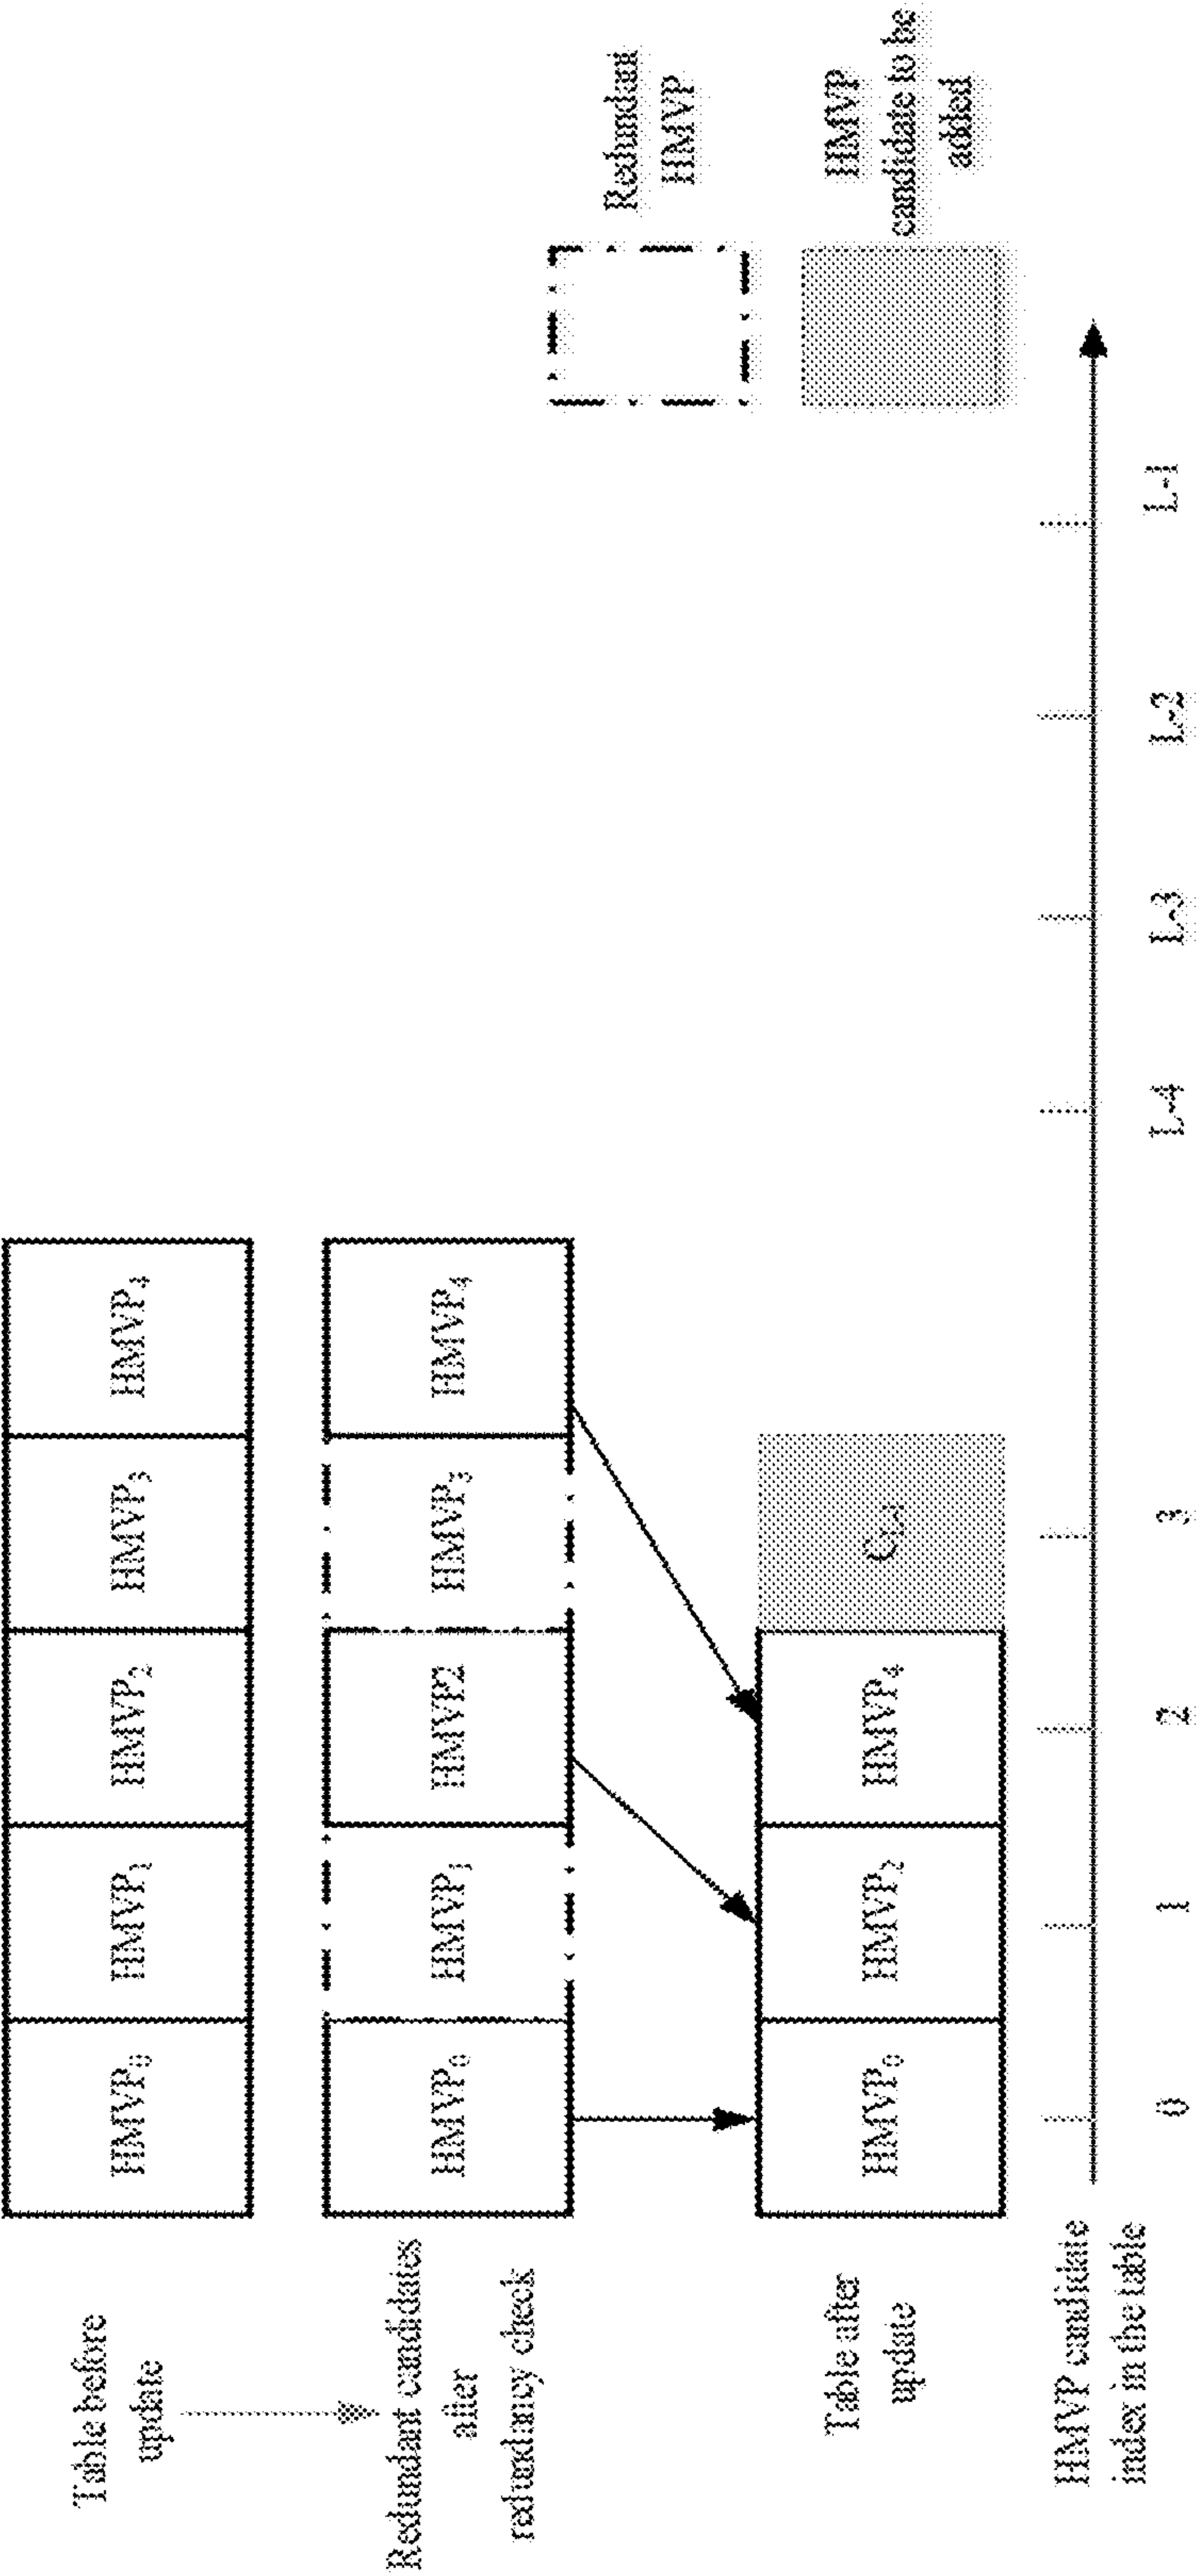 Table before
update
HMVP0 HMVP1 HMVP2 HMVP3 HMVP4
Redundant candidates
after
redundancy check
HMVP0 HMVP1 HMVP2 HMVP3 HMVP4
Redundant
HMVP
Table after
update
HMVP0 HMVP2 HMVP4
HMVP
candidate to be
added
HMVP candidate
index in the table
0 1 2 3 L-4 L-3 L-2 L-1